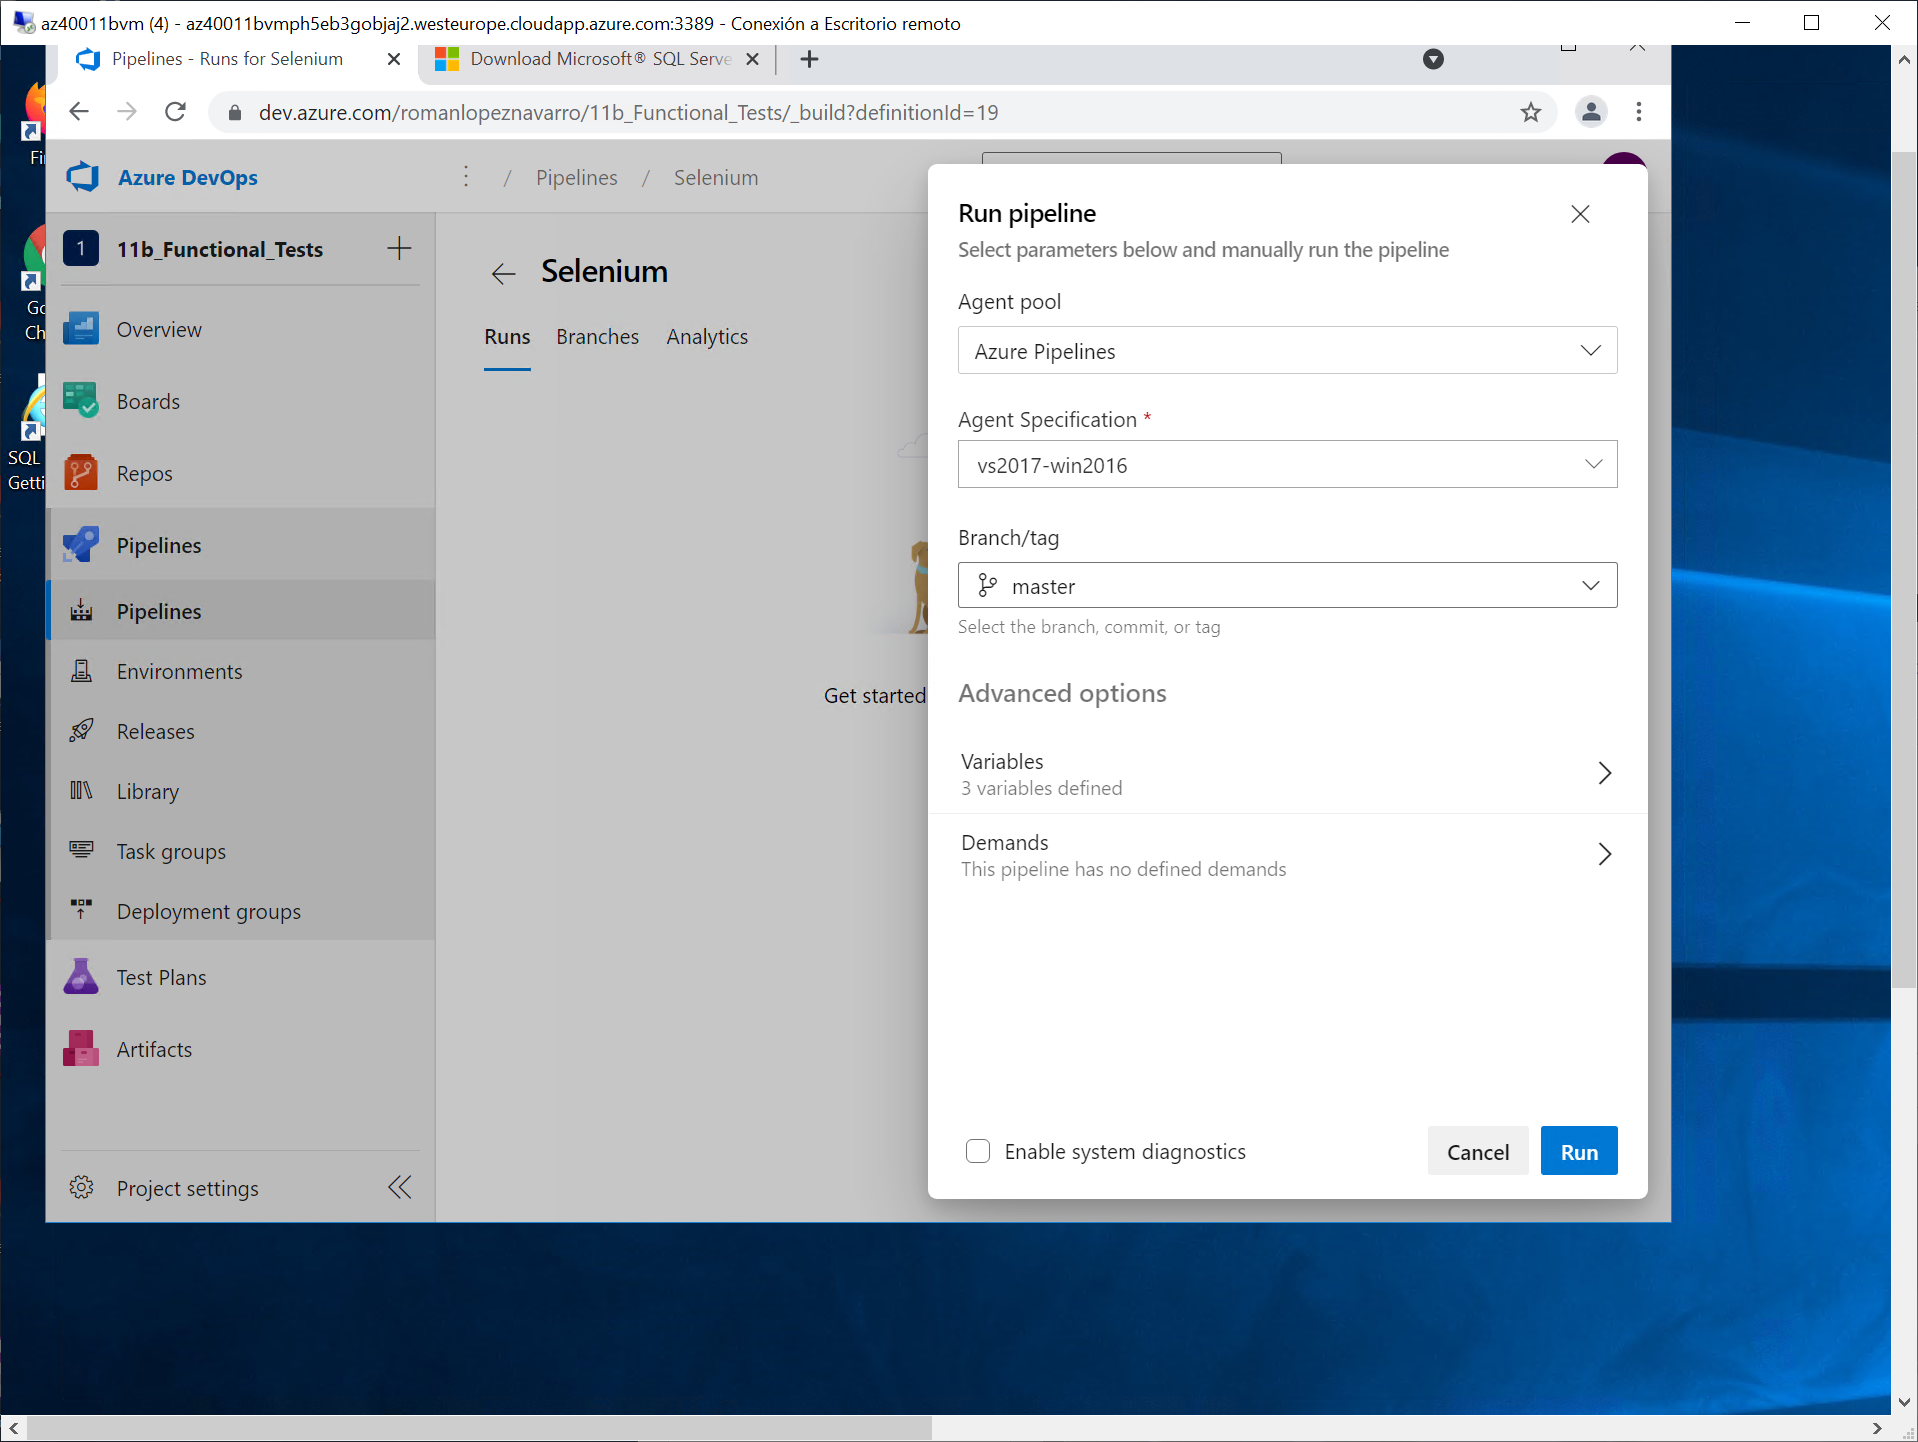 az40011bvm (4) - az40011bvmph5eb3gobjaj2.westeurope.cloudapp.azure.com:3389 - Conexión a Escritorio remoto
Pipelines - Runs for Selenium
Download Microsoft® SQL Serve
dev.azure.com/romanlopeznavarro/11b_Functional_Tests/_build?definitionId=19
Fi
Go
Ch
SQL
Getti
Azure DevOps
/ Pipelines / Selenium
1 11b_Functional_Tests
Overview
Boards
Repos
Pipelines
Pipelines
Environments
Releases
Library
Task groups
Deployment groups
Test Plans
Artifacts
Project settings
Selenium
Runs Branches Analytics
Get started
Run pipeline
Select parameters below and manually run the pipeline
Agent pool
Azure Pipelines
Agent Specification *
vs2017-win2016
Branch/tag
master
Select the branch, commit, or tag
Advanced options
Variables
3 variables defined
Demands
This pipeline has no defined demands
Enable system diagnostics
Cancel
Run